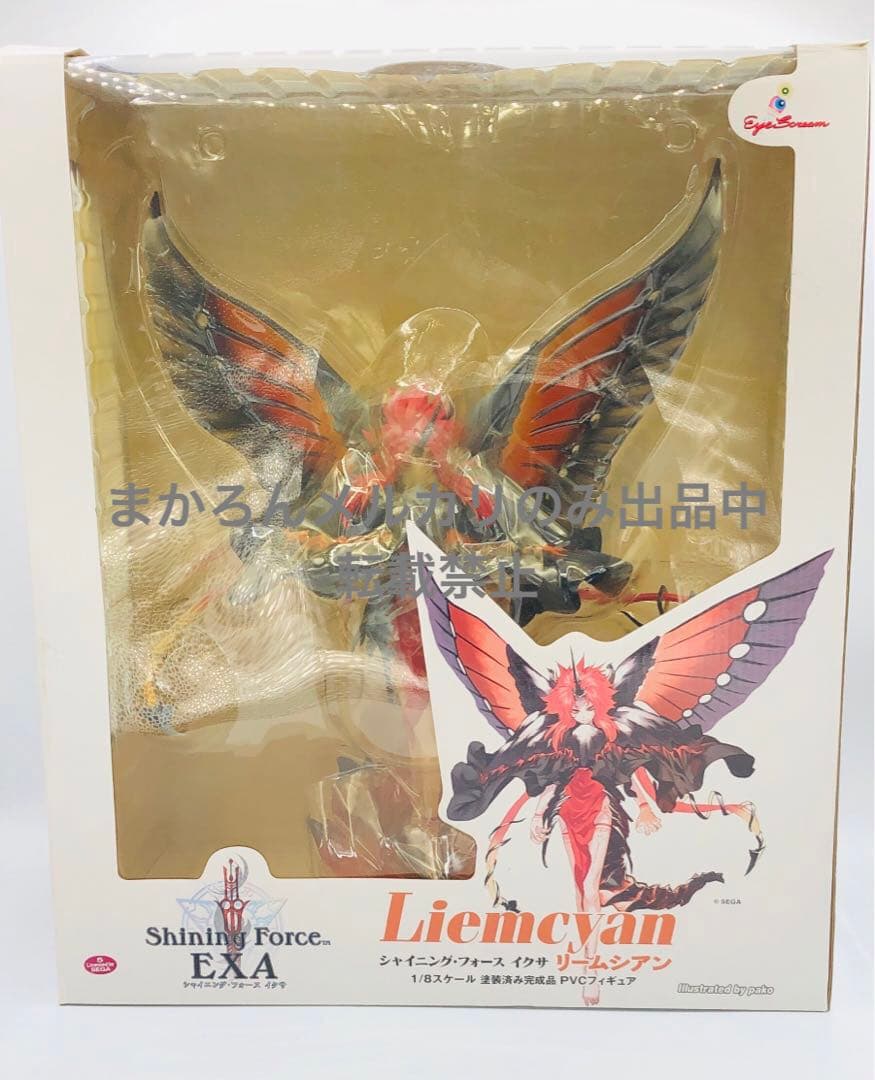 EyeScream
まかろんメルカリのみ出品中
転載禁止
© SEGA
Liemcyan
シャイニング・フォース イクサ リームシアン
1/8スケール 塗装済み完成品 PVCフィギュア
Illustrated by pako
Shining Force™
EXA
シャイニング・フォース イクサ
S
Licensed by
SEGA